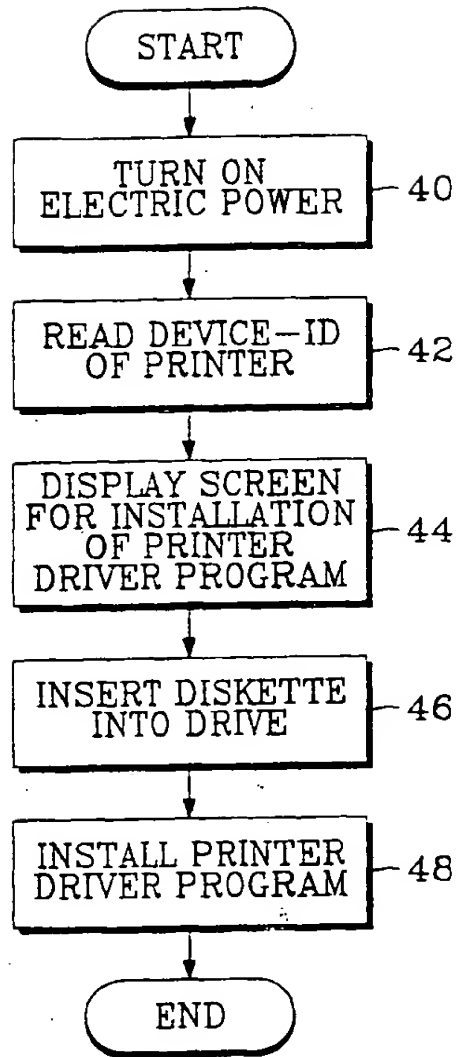 START
TURN ON
ELECTRIC POWER
40
READ DEVICE-ID
OF PRINTER
42
DISPLAY SCREEN
FOR INSTALLATION
OF PRINTER
DRIVER PROGRAM
44
INSERT DISKETTE
INTO DRIVE
46
INSTALL PRINTER
DRIVER PROGRAM
48
END